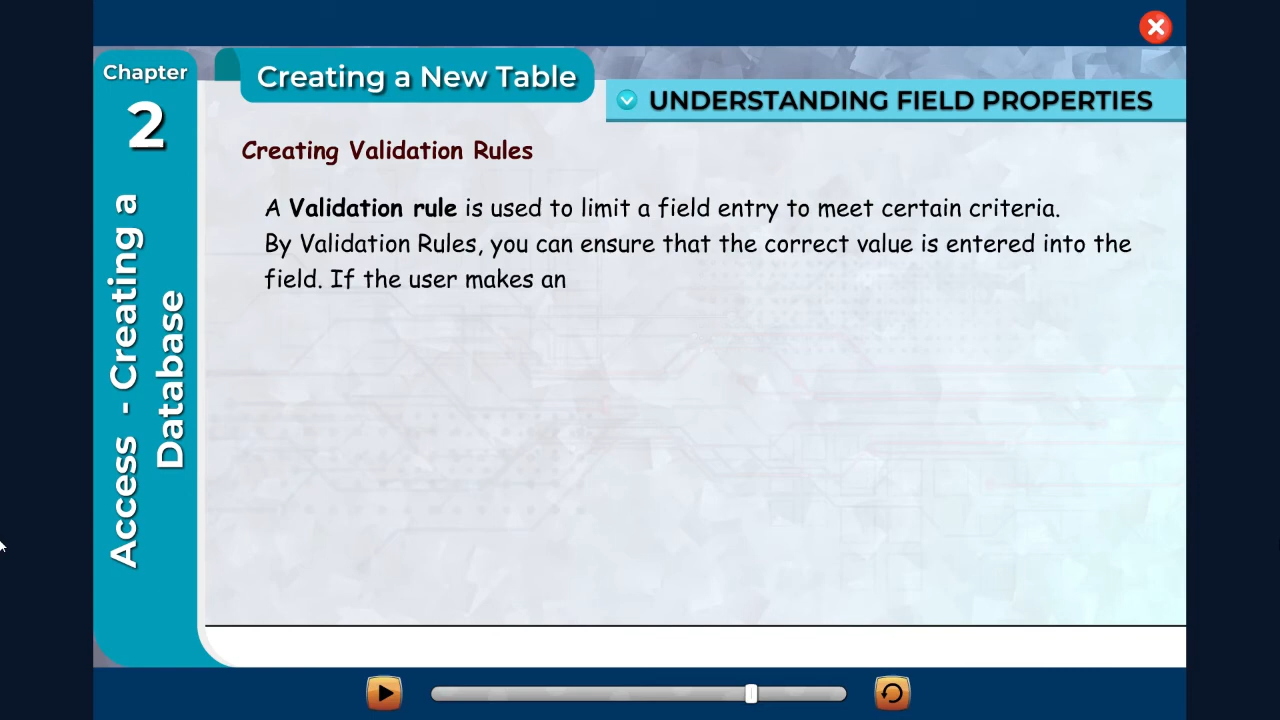 Chapter
2
Access - Creating a
Database
Creating a New Table
UNDERSTANDING FIELD PROPERTIES
Creating Validation Rules
A Validation rule is used to limit a field entry to meet certain criteria.
By Validation Rules, you can ensure that the correct value is entered into the
field. If the user makes an